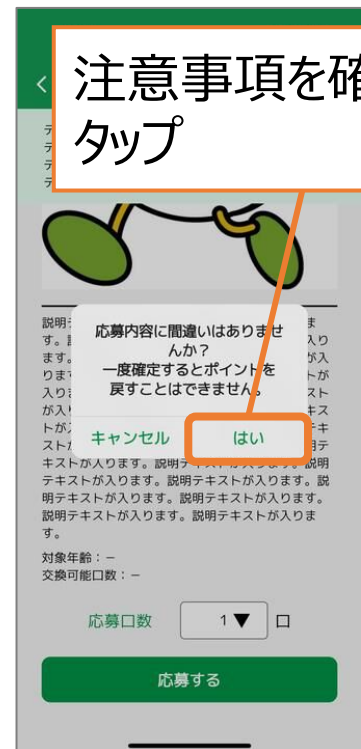 注意事項を確
タップ
応募内容に間違いはありませ
んか?
一度確定するとポイントを
戻すことはできません。
キャンセル はい
キストが入ります。説明テキストが入ります。説明
テキストが入ります。説明テキストが入ります。説
明テキストが入ります。説明テキストが入ります。
説明テキストが入ります。説明テキストが入りま
す。
対象年齢：－
交換可能口数：－
応募口数 1▼ 口
応募する